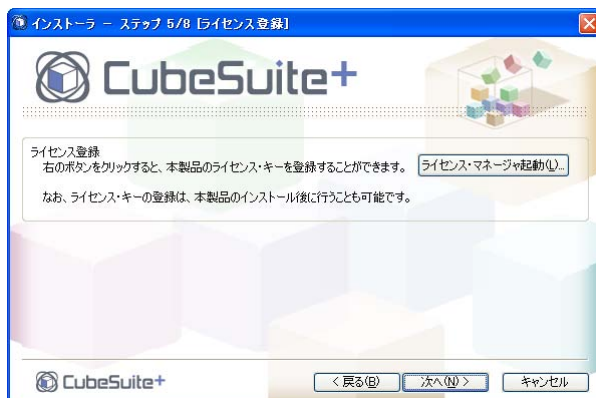 インストーラ － ステップ 5/8 [ライセンス登録]
CubeSuite+
ライセンス登録
右のボタンをクリックすると、本製品のライセンス・キーを登録することができます。 ライセンス・マネージャ起動(L)...
なお、ライセンス・キーの登録は、本製品のインストール後に行うことも可能です。
CubeSuite+ < 戻る(B) 次へ(N) > キャンセル